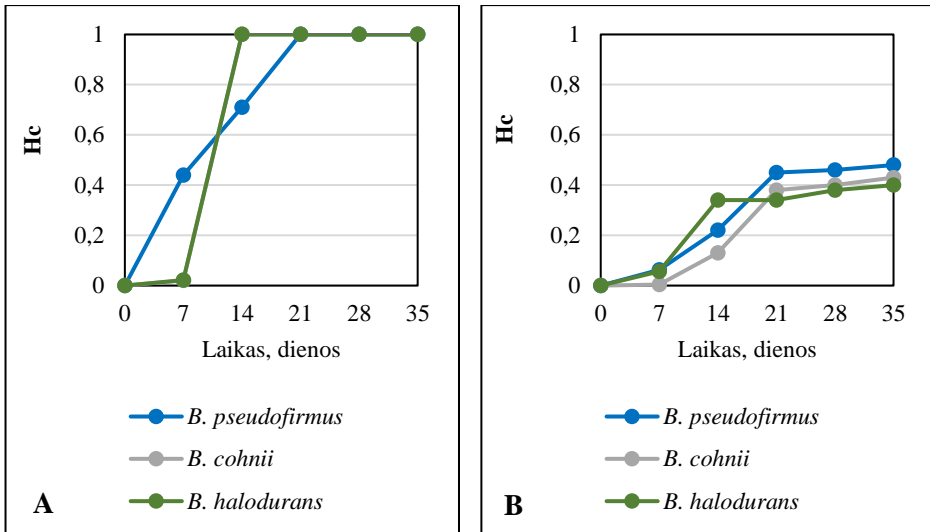 1
0,8
0,6
0,4
0,2
0
Hc
0 7 14 21 28 35
Laikas, dienos
B. pseudofirmus
B. cohnii
B. halodurans
A
1
0,8
0,6
0,4
0,2
0
Hc
0 7 14 21 28 35
Laikas, dienos
B. pseudofirmus
B. cohnii
B. halodurans
B